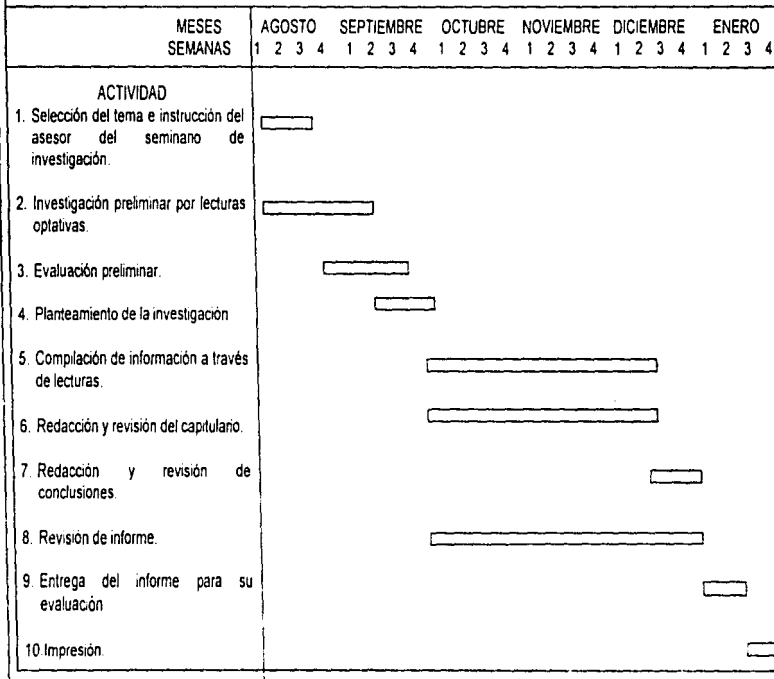 MESES AGOSTO SEPTIEMBRE OCTUBRE NOVIEMBRE DICIEMBRE ENERO
SEMANAS 1 2 3 4 1 2 3 4 1 2 3 4 1 2 3 4 1 2 3 4 1 2 3 4
ACTIVIDAD
1. Selección del tema e instrucción del
asesor del seminano de
investigación.
2. Investigación preliminar por lecturas
optativas.
3. Evaluación preliminar.
4. Planteamiento de la investigación
5. Compilación de información a través
de lecturas.
6. Redacción y revisión del capitulario.
7. Redacción y revisión de
conclusiones.
8. Revisión de informe.
9. Entrega del informe para su
evaluación
10. Impresión.